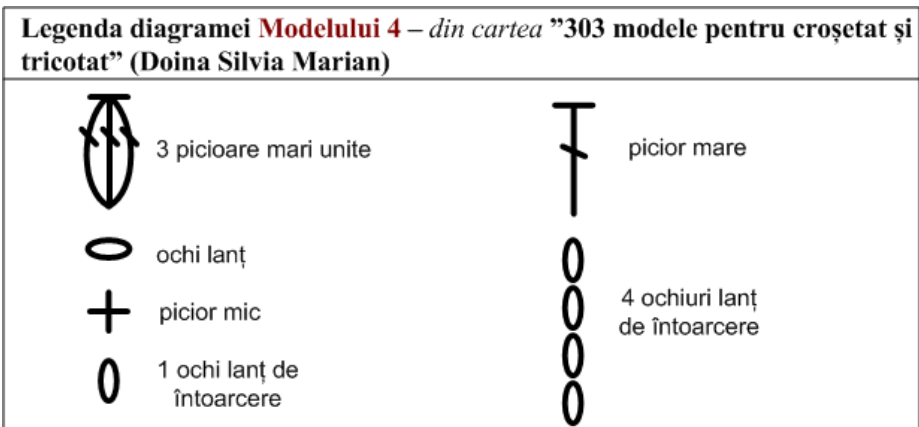 Legenda diagramei Modelului 4 – din cartea ”303 modele pentru croșetat și
tricotat” (Doina Silvia Marian)
3 picioare mari unite
ochi lanț
picior mic
1 ochi lanț de
întoarcere
picior mare
4 ochiuri lanț
de întoarcere